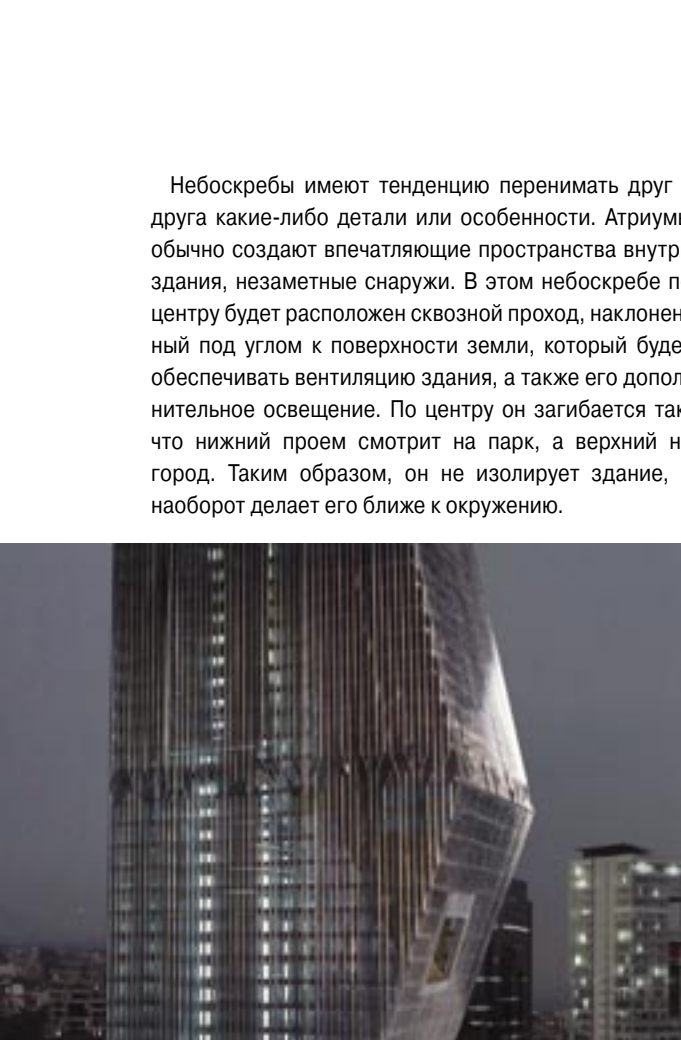 Небоскребы имеют тенденцию перенимать друг
друга какие-либо детали или особенности. Атриум
обычно создают впечатляющие пространства внутр
здания, незаметные снаружи. В этом небоскребе п
центру будет расположен сквозной проход, наклонен
ный под углом к поверхности земли, который буде
обеспечивать вентиляцию здания, а также его допол
нительное освещение. По центру он загибается так
что нижний проем смотрит на парк, а верхний н
город. Таким образом, он не изолирует здание,
наоборот делает его ближе к окружению.